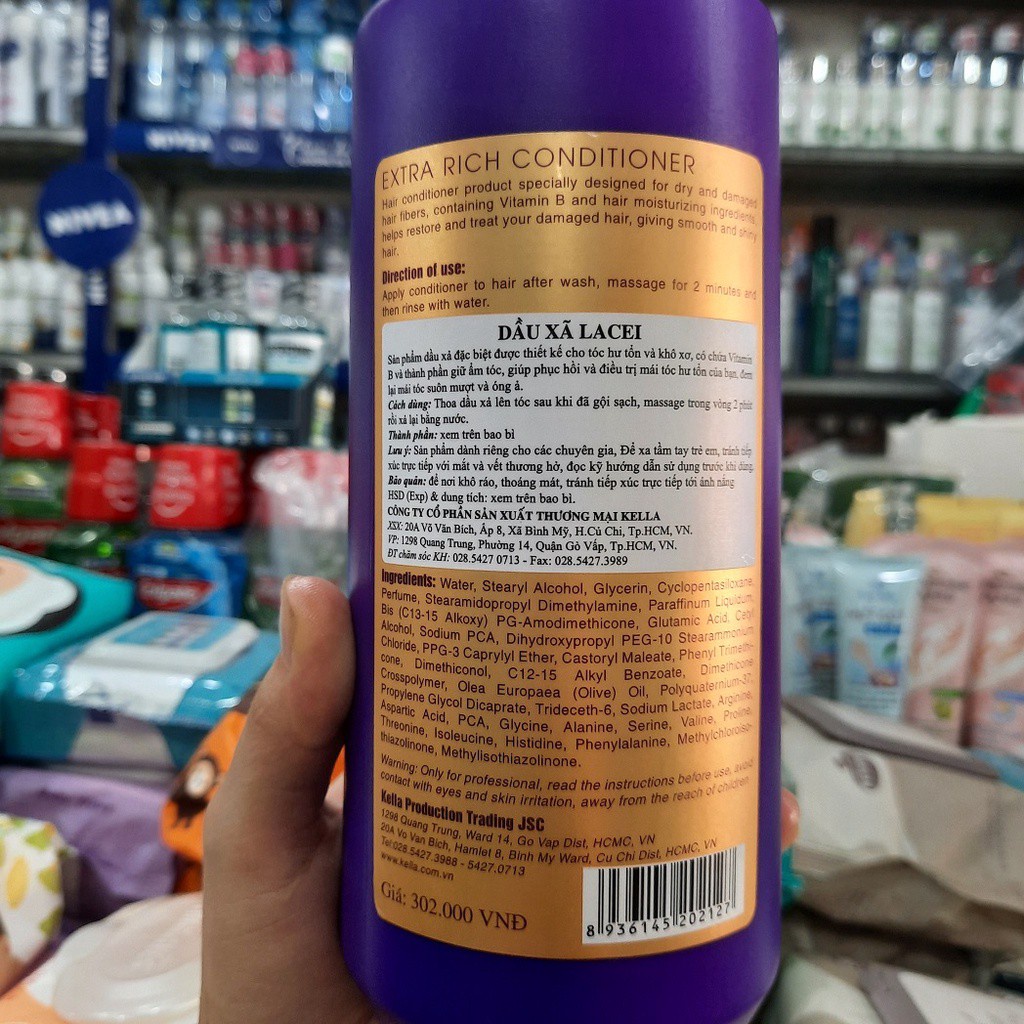 NIVEA
NIVEA
NIVEA
EXTRA RICH CONDITIONER
Hair conditioner product specially designed for dry and damaged
hair fibers, containing Vitamin B and hair moisturizing ingredients,
helps restore and treat your damaged hair, giving smooth and shiny
hair.
Direction of use:
Apply conditioner to hair after wash, massage for 2 minutes and
then rinse with water.
DẦU XÃ LACEI
Sản phẩm dầu xả đặc biệt được thiết kế cho tóc hư tổn và khô xơ, có chứa Vitamin
B và thành phần giữ ẩm tóc, giúp phục hồi và điều trị mái tóc hư tổn của bạn, đem
lại mái tóc suôn mượt và óng ả.
Cách dùng: Thoa dầu xả lên tóc sau khi đã gội sạch, massage trong vòng 2 phút
rồi xả lại bằng nước.
Thành phần: xem trên bao bì
Lưu ý: Sản phẩm dành riêng cho các chuyên gia, Để xa tầm tay trẻ em, tránh tiếp
xúc trực tiếp với mắt và vết thương hở, đọc kỹ hướng dẫn sử dụng trước khi dùng.
Bảo quản: để nơi khô ráo, thoáng mát, tránh tiếp xúc trực tiếp tới ánh nắng
HSD (Exp) & dung tích: xem trên bao bì.
CÔNG TY CỔ PHẦN SẢN XUẤT THƯƠNG MẠI KELLA
XSX: 20A Võ Văn Bích, Ấp 8, Xã Bình Mỹ, H.Củ Chi, Tp.HCM, VN.
VP: 1298 Quang Trung, Phường 14, Quận Gò Vấp, Tp.HCM, VN.
ĐT chăm sóc KH: 028.5427 0713 - Fax: 028.5427.3989
Ingredients: Water, Stearyl Alcohol, Glycerin, Cyclopentasiloxane,
Perfume, Stearamidopropyl Dimethylamine, Paraffinum Liquidum,
Bis (C13-15 Alkoxy) PG-Amodimethicone, Glutamic Acid, Cetyl
Alcohol, Sodium PCA, Dihydroxypropyl PEG-10 Stearammonium
Chloride, PPG-3 Caprylyl Ether, Castoryl Maleate, Phenyl Trimethi-
cone, Dimethiconol, C12-15 Alkyl Benzoate, Dimethicone
Crosspolymer, Olea Europaea (Olive) Oil, Polyquaternium-37,
Propylene Glycol Dicaprate, Trideceth-6, Sodium Lactate, Arginine,
Aspartic Acid, PCA, Glycine, Alanine, Serine, Valine, Proline,
Threonine, Isoleucine, Histidine, Phenylalanine, Methylchloroiso-
thiazolinone, Methylisothiazolinone.
Warning: Only for professional, read the instructions before use, avoid
contact with eyes and skin irritation, away from the reach of children
Kella Production Trading JSC
1298 Quang Trung, Ward 14, Go Vap Dist, HCMC, VN
20A Vo Van Bich, Hamlet 8, Binh My Ward, Cu Chi Dist, HCMC, VN
Tel:028.5427.3988 - 5427.0713
www.kella.com.vn
Giá: 302.000 VNĐ
8 936145 202127